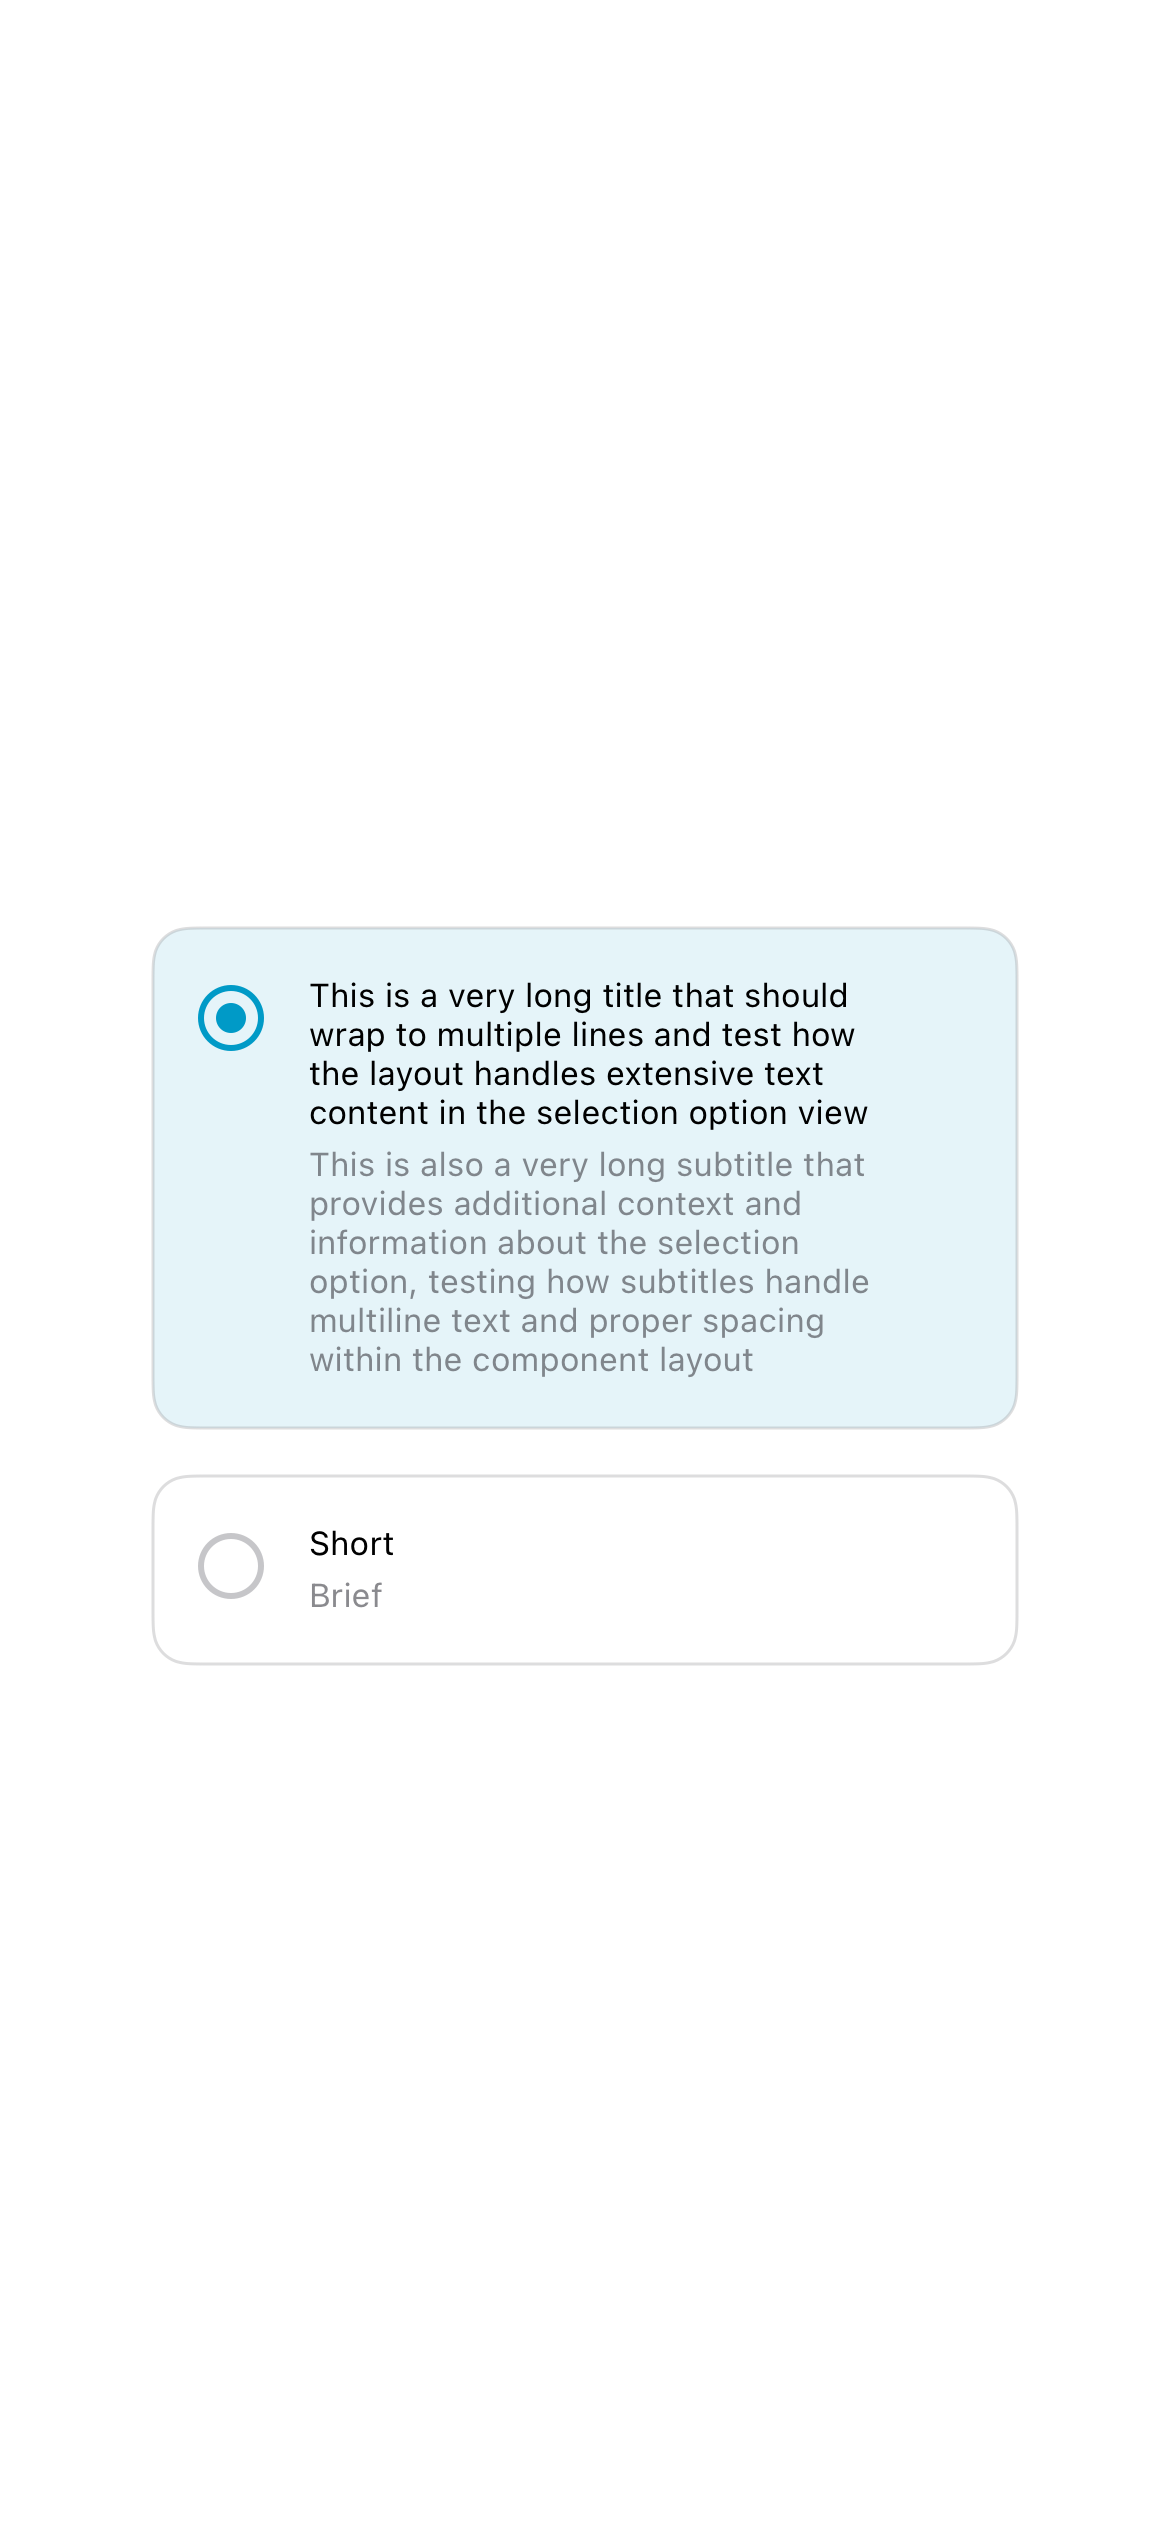 This is a very long title that should
wrap to multiple lines and test how
the layout handles extensive text
content in the selection option view
This is also a very long subtitle that
provides additional context and
information about the selection
option, testing how subtitles handle
multiline text and proper spacing
within the component layout
Short
Brief